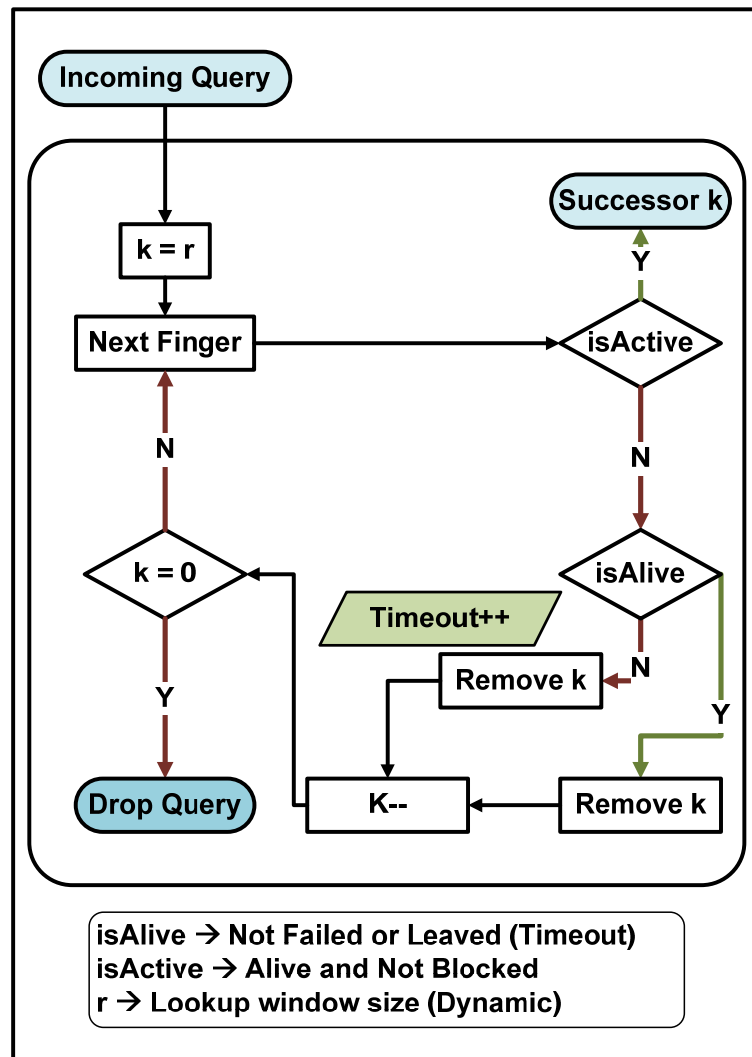 Incoming Query
Successor k
k = r
Y
Next Finger
isActive
N
N
k = 0
isAlive
Timeout++
N
Remove k
Y
Y
Drop Query
K--
Remove k
isAlive → Not Failed or Leaved (Timeout)
isActive → Alive and Not Blocked
r → Lookup window size (Dynamic)